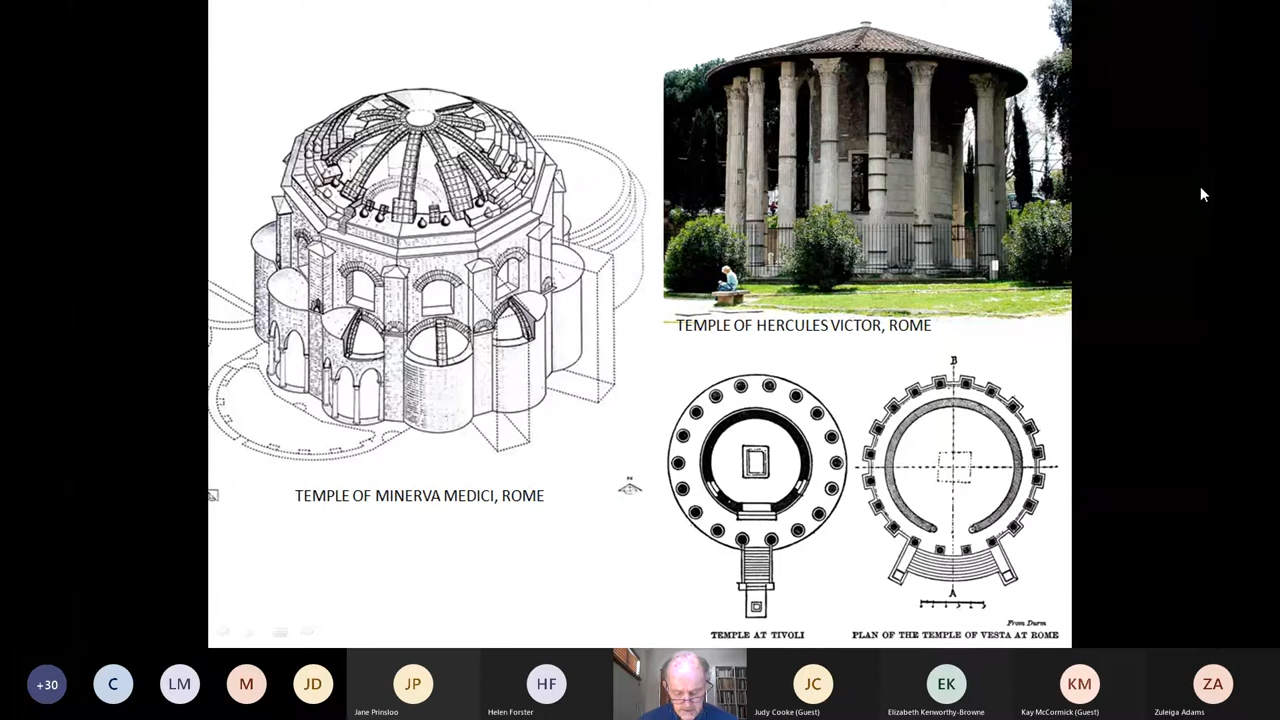 TEMPLE OF HERCULES VICTOR, ROME
TEMPLE OF MINERVA MEDICI, ROME
N
B
A
From Durm
TEMPLE AT TIVOLI
PLAN OF THE TEMPLE OF VESTA AT ROME
+30
C
LM
M
JD
JP
Jane Prinsloo
HF
Helen Forster
JC
Judy Cooke (Guest)
EK
Elizabeth Kenworthy-Browne
KM
Kay McCormick (Guest)
ZA
Zuleiga Adams